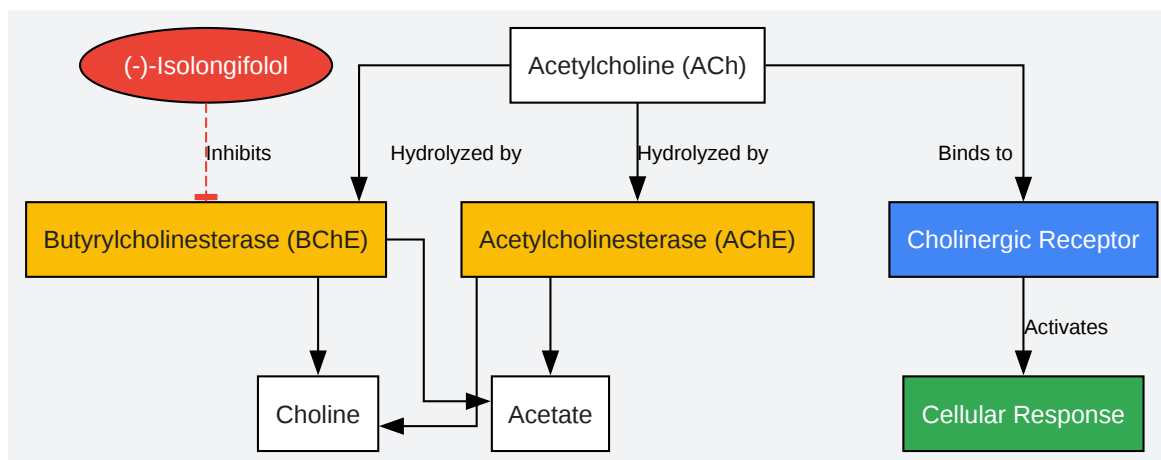 (-)-Isolongifolol
Acetylcholine (ACh)
Inhibits
Hydrolyzed by
Hydrolyzed by
Binds to
Butyrylcholinesterase (BChE)
Acetylcholinesterase (AChE)
Cholinergic Receptor
Activates
Choline
Acetate
Cellular Response